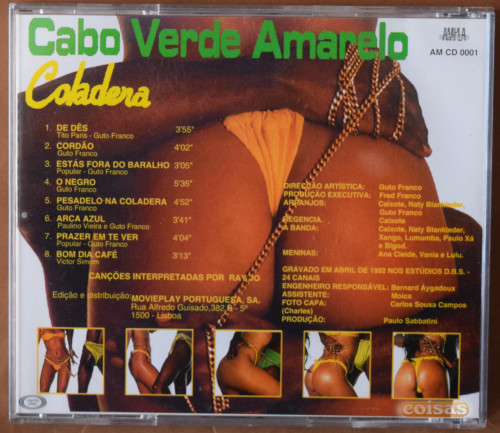 Cabo Verde Amarelo
AM CD 0001
Coladera
1. DE DÊS 3'55"
Tito Paris - Guto Franco
2. CORDÃO 4'02"
Guto Franco
3. ESTÁS FORA DO BARALHO 3'05"
Popular - Guto Franco
4. O NEGRO 5'35"
Guto Franco
5. PESADELO NA COLADERA 4'52"
Guto Franco
6. ARCA AZUL 3'41"
Paulino Vieira e Guto Franco
7. PRAZER EM TE VER 4'04"
Popular - Guto Franco
8. BOM DIA CAFÉ 3'13"
Victor Simon
CANÇÕES INTERPRETADAS POR
Edição e distribuição: MOVIEPLAY PORTUGUESA, SA.
Rua Alfredo Guisado, 382, - 5º
1500 - Lisboa
DIRECÇÃO ARTÍSTICA: Guto Franco
PRODUÇÃO EXECUTIVA: Fred Franco
ARRANJOS: Caixote, Naty Blankleder,
Guto Franco
REGENCIA: Caixote
A BANDA: Caixote, Naty Blankleder,
Xango, Lumumba, Paulo Xá
e Bigod.
MENINAS: Ana Cleide, Vania e Lulu.
GRAVADO EM ABRIL DE 1992 NOS ESTÚDIOS D.B.S. -
24 CANAIS
ENGENHEIRO RESPONSÁVEL: Bernard Aygadoux
ASSISTENTE: Moica
FOTO CAPA: Carlos Sousa Campos
(Charles)
PRODUÇÃO: Paulo Sabbatini
coisas